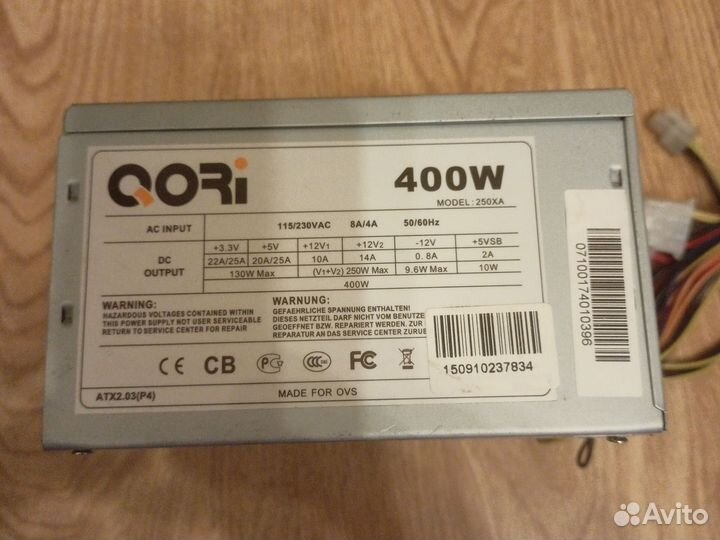 QORi
400W
MODEL: 250XA
AC INPUT 115/230VAC 8A/4A 50/60Hz
DC OUTPUT
+3.3V +5V +12V1 +12V2 -12V +5VSB
22A/25A 20A/25A 10A 14A 0. 8A 2A
130W Max (V1+V2) 250W Max 9.6W Max 10W
400W
WARNING:
HAZARDOUS VOLTAGES CONTAINED WITHIN
THIS POWER SUPPLY NOT USER SERVICEABLE
RETURN TO SERVICE CENTER FOR REPAIR
WARNUNG:
GEFAEHRLICHE SPANNUNG ENTHALTEN!
DIESES NETZTEIL DARF NICHT VOM BENUTZER
GEOEFFNET BZW. REPARIERT WERDEN. ZUR
REPARATUR AN DAS SERVICE CENTER
CE CB PC CCC FC
ATX2.03(P4)
MADE FOR OVS
150910237834
07100174010396
Avito